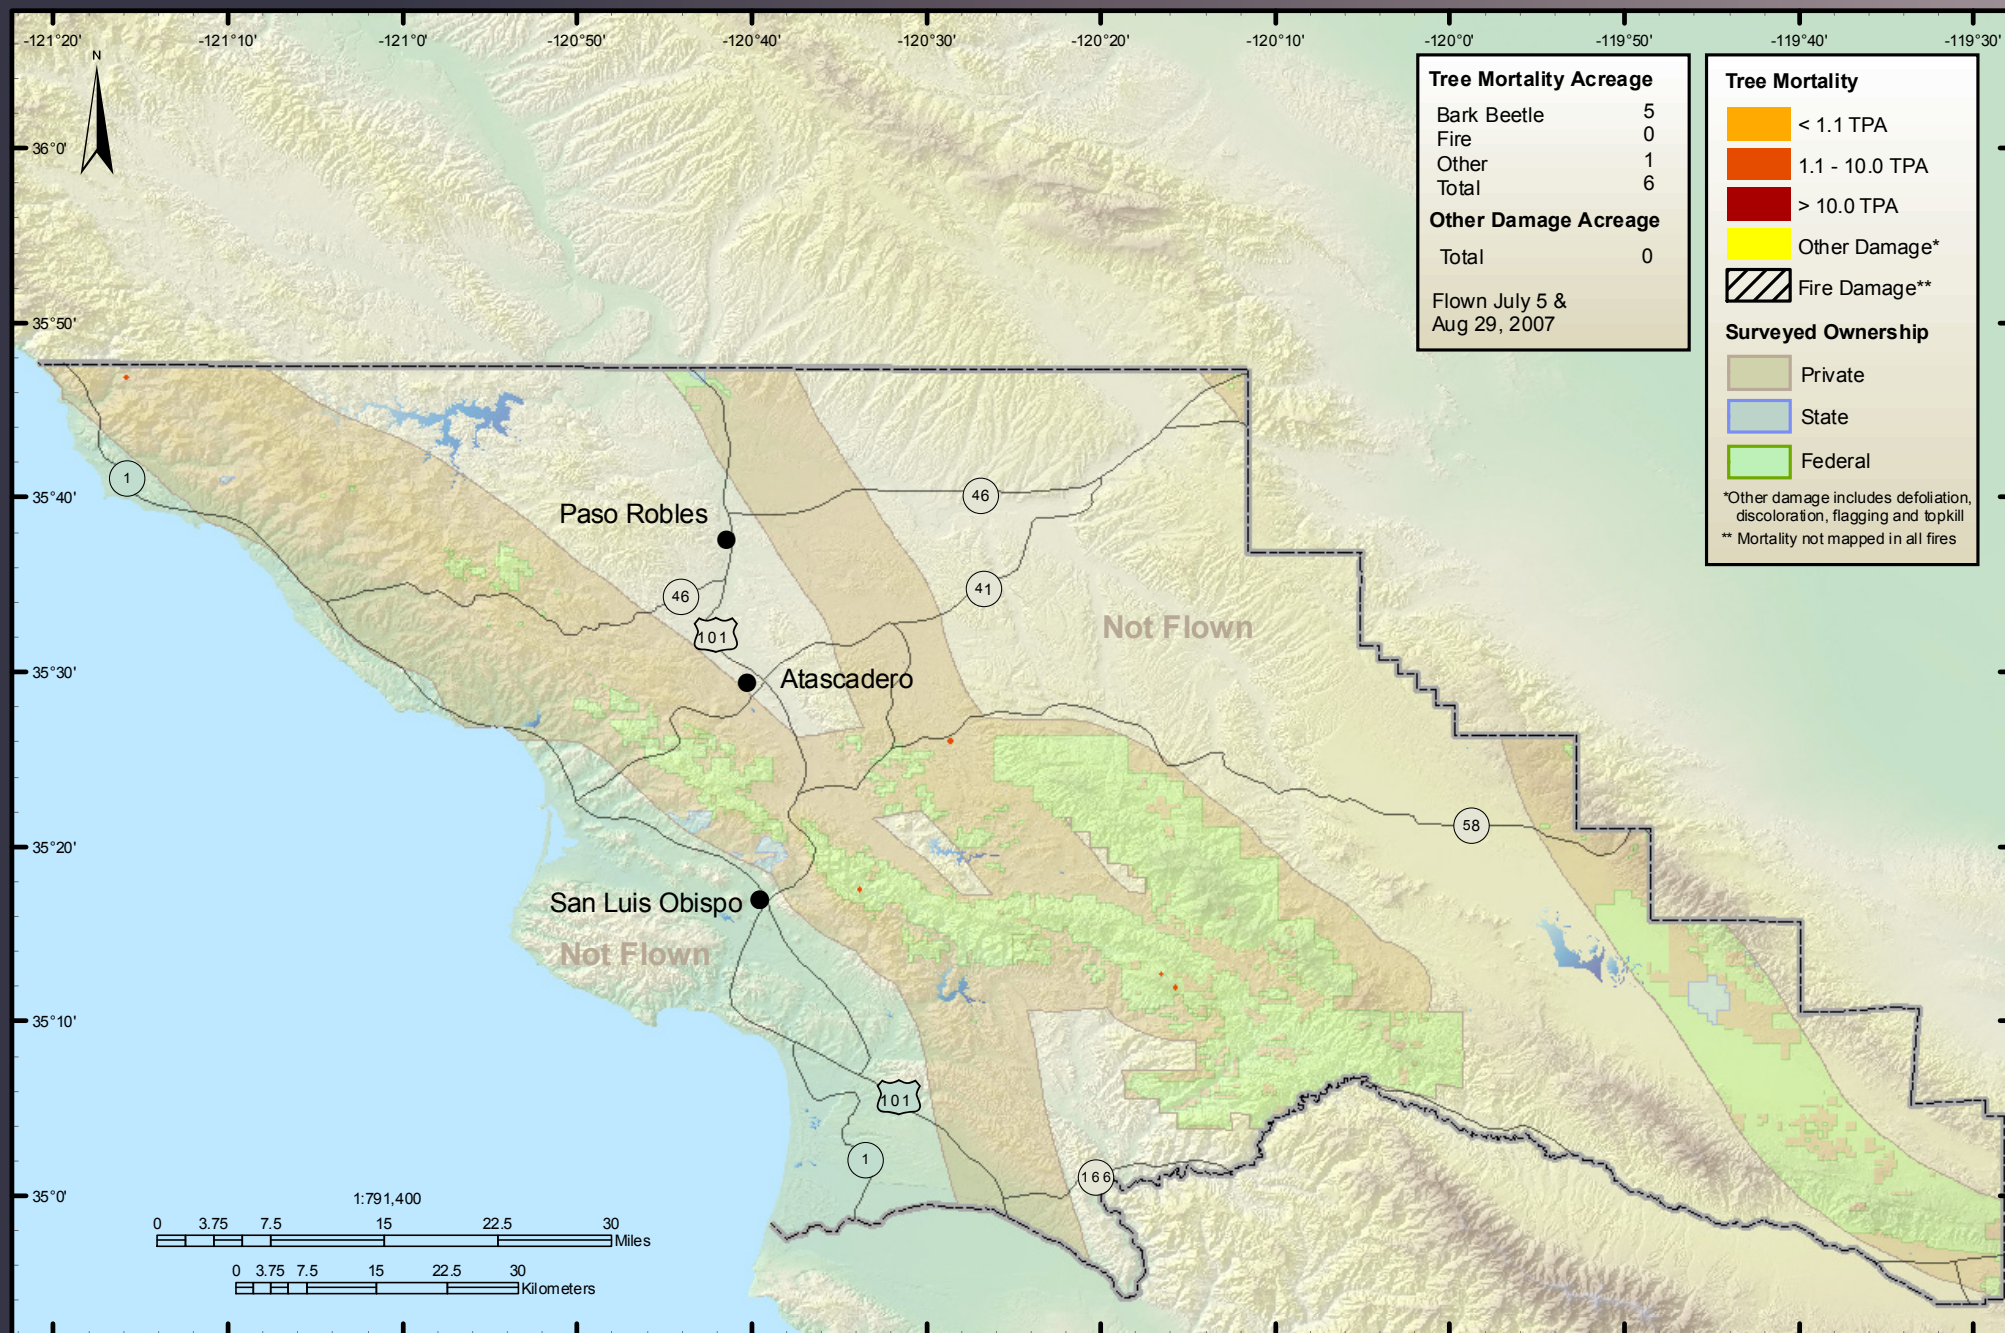 -121°20' -121°10' -121°0' -120°50' -120°40' -120°30' -120°20' -120°10' -120°0' -119°50' -119°40' -119°30'
N
36°0'
35°50'
35°40'
35°30'
35°20'
35°10'
35°0'
Tree Mortality Acreage
Bark Beetle 5
Fire 0
Other 1
Total 6
Other Damage Acreage
Total 0
Flown July 5 &
Aug 29, 2007
Tree Mortality
< 1.1 TPA
1.1 - 10.0 TPA
> 10.0 TPA
Other Damage*
Fire Damage**
Surveyed Ownership
Private
State
Federal
*Other damage includes defoliation,
discoloration, flagging and topkill
** Mortality not mapped in all fires
1
46
Paso Robles
46
41
101
Not Flown
Atascadero
58
San Luis Obispo
Not Flown
101
1
166
1:791,400
0 3.75 7.5 15 22.5 30
Miles
0 3.75 7.5 15 22.5 30
Kilometers